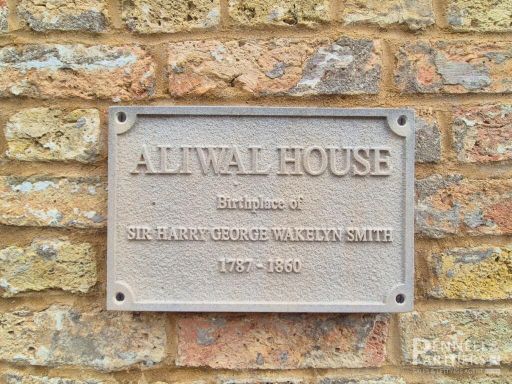 ALIWAL HOUSE
Birthplace of
SIR HARRY GEORGE WAKELYN SMITH
1787 - 1860